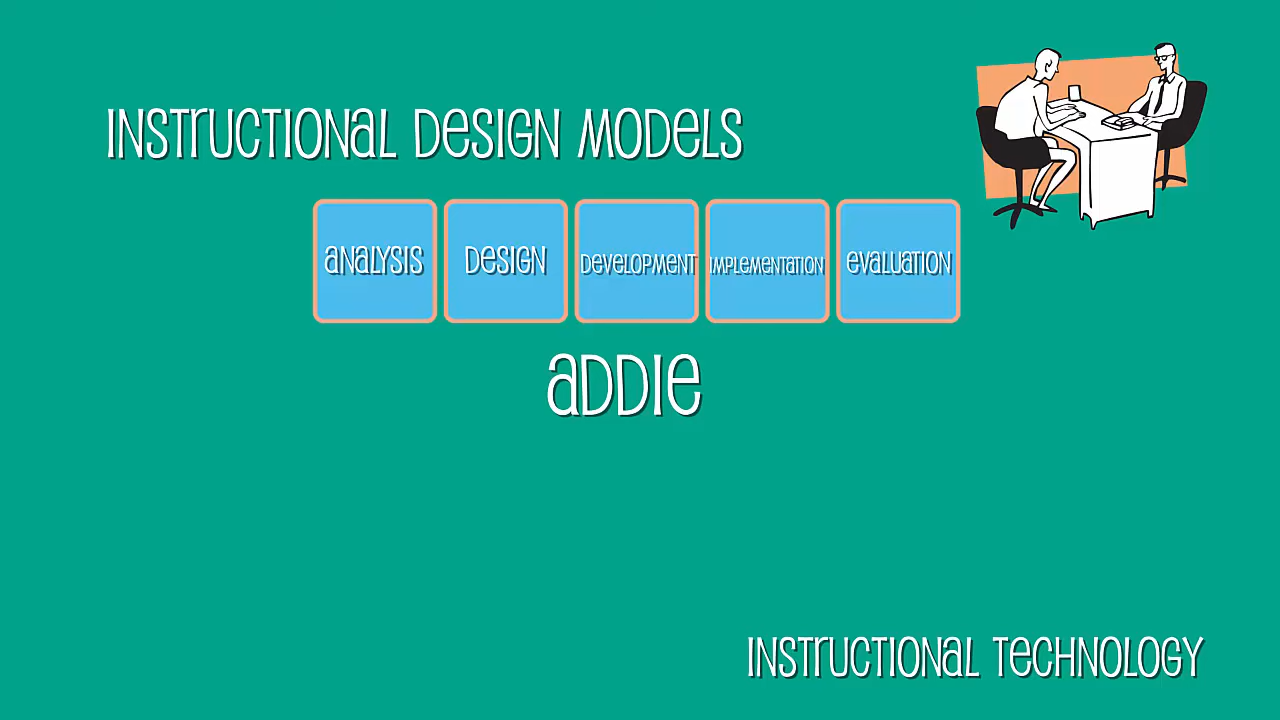 INSTRUCTIONAL DESIGN MODELS
ANALYSIS DESIGN DEVELOPMENT IMPLEMENTATION EVALUATION
ADDIE
INSTRUCTIONAL TECHNOLOGY